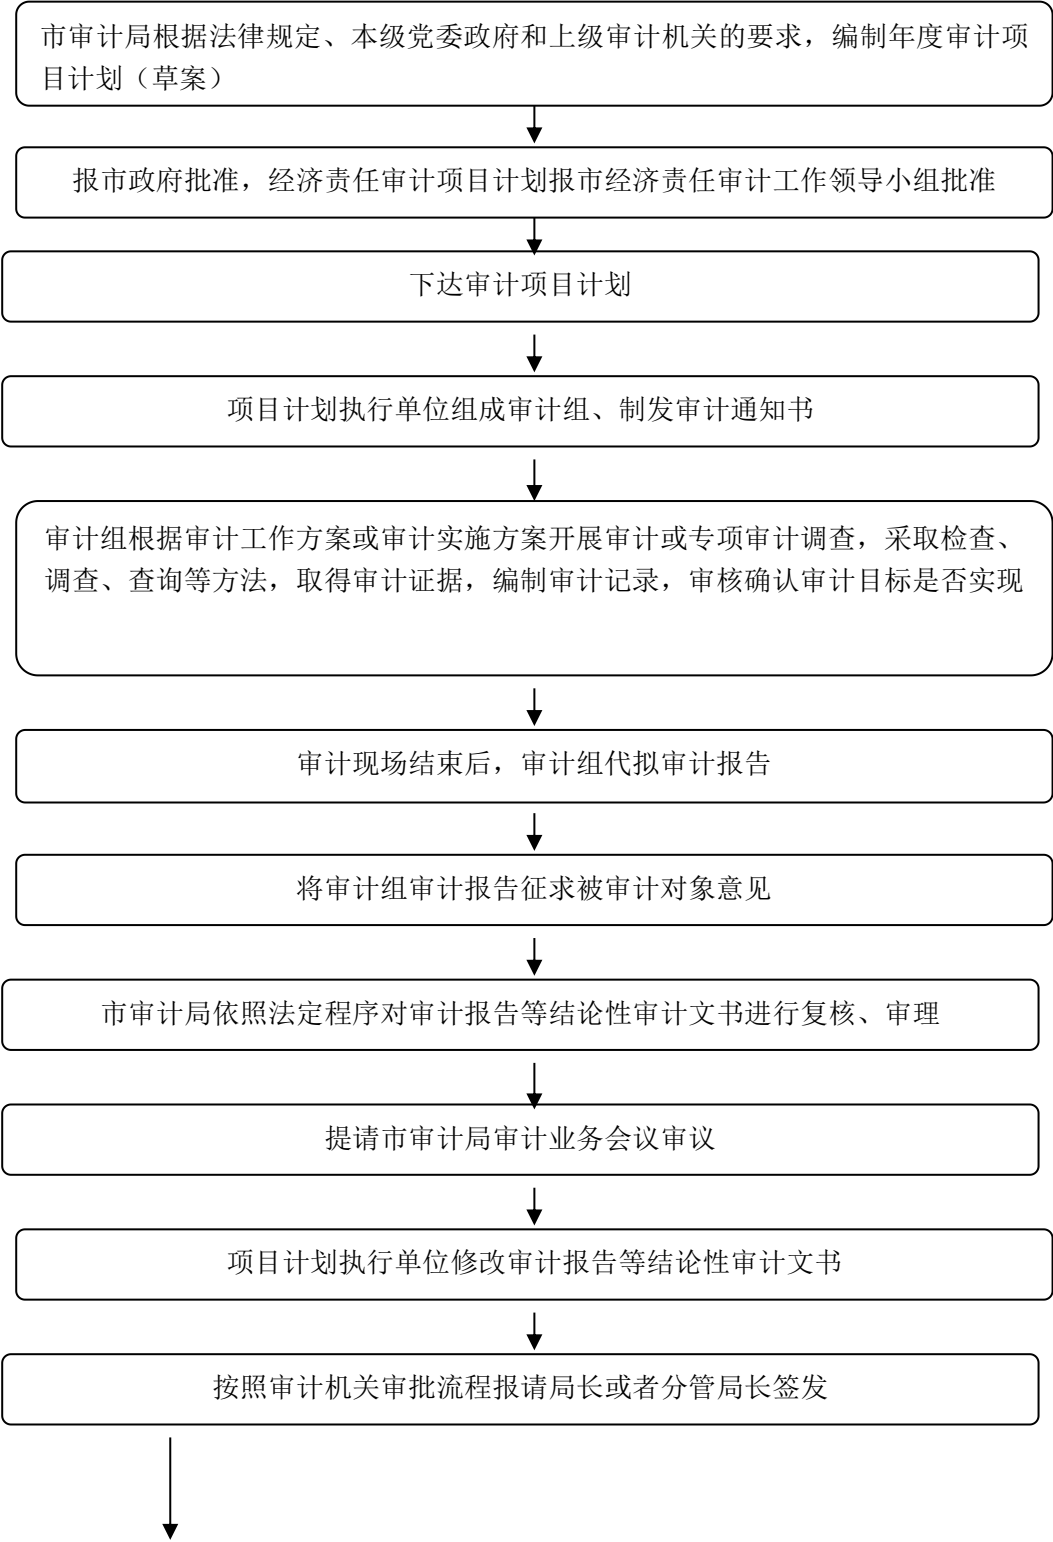 市审计局根据法律规定、本级党委政府和上级审计机关的要求，编制年度审计项
目计划（草案）
报市政府批准，经济责任审计项目计划报市经济责任审计工作领导小组批准
下达审计项目计划
项目计划执行单位组成审计组、制发审计通知书
审计组根据审计工作方案或审计实施方案开展审计或专项审计调查，采取检查、
调查、查询等方法，取得审计证据，编制审计记录，审核确认审计目标是否实现
审计现场结束后，审计组代拟审计报告
将审计组审计报告征求被审计对象意见
市审计局依照法定程序对审计报告等结论性审计文书进行复核、审理
提请市审计局审计业务会议审议
项目计划执行单位修改审计报告等结论性审计文书
按照审计机关审批流程报请局长或者分管局长签发